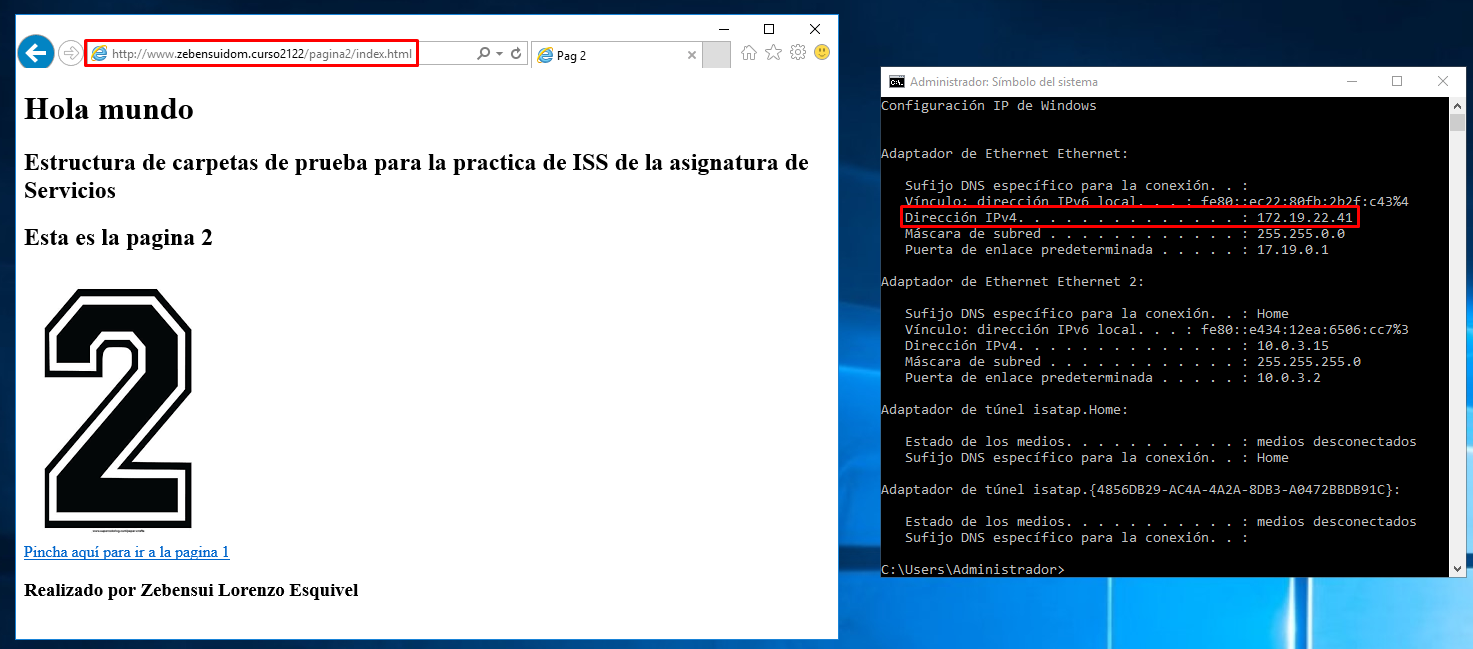 http://www.zebensuidom.curso2122/pagina2/index.html
Pag 2
Hola mundo
Estructura de carpetas de prueba para la practica de ISS de la asignatura de
Servicios
Esta es la pagina 2
2
Pincha aquí para ir a la pagina 1
Realizado por Zebensui Lorenzo Esquivel
Administrador: Símbolo del sistema
Configuración IP de Windows
Adaptador de Ethernet Ethernet:
Sufijo DNS específico para la conexión. . :
Vínculo: dirección IPv6 local. . . : fe80::ec22:80fb:2b2f:c43%4
Dirección IPv4. . . . . . . . . . . . . . : 172.19.22.41
Máscara de subred . . . . . . . . . . . . : 255.255.0.0
Puerta de enlace predeterminada . . . . . : 17.19.0.1
Adaptador de Ethernet Ethernet 2:
Sufijo DNS específico para la conexión. . : Home
Vínculo: dirección IPv6 local. . . : fe80::e434:12ea:6506:cc7%3
Dirección IPv4. . . . . . . . . . . . . . : 10.0.3.15
Máscara de subred . . . . . . . . . . . . : 255.255.255.0
Puerta de enlace predeterminada . . . . . : 10.0.3.2
Adaptador de túnel isatap.Home:
Estado de los medios. . . . . . . . . . . : medios desconectados
Sufijo DNS específico para la conexión. . : Home
Adaptador de túnel isatap.{4856DB29-AC4A-4A2A-8DB3-A0472BBDB91C}:
Estado de los medios. . . . . . . . . . . : medios desconectados
Sufijo DNS específico para la conexión. . :
C:\Users\Administrador>